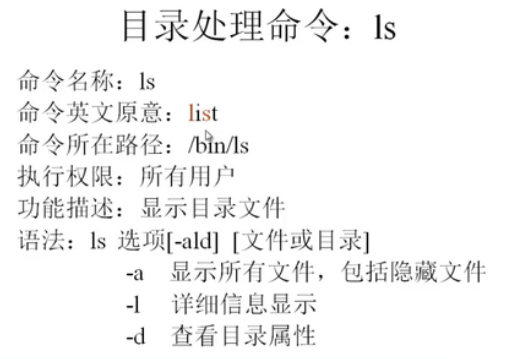 目录处理命令：ls
命令名称：ls
命令英文原意：list
命令所在路径：/bin/ls
执行权限：所有用户
功能描述：显示目录文件
语法：ls 选项[-ald] [文件或目录]
-a 显示所有文件，包括隐藏文件
-l 详细信息显示
-d 查看目录属性